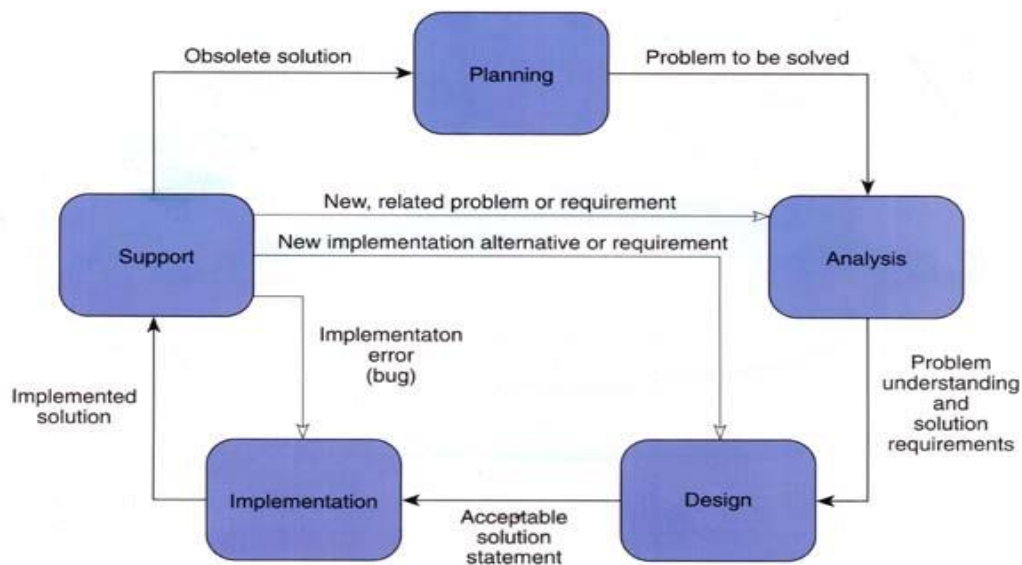 Obsolete solution
Planning
Problem to be solved
Support
New, related problem or requirement
New implementation alternative or requirement
Analysis
Implementaton
error
(bug)
Problem
understanding
and
solution
requirements
Implemented
solution
Implementation
Design
Acceptable
solution
statement